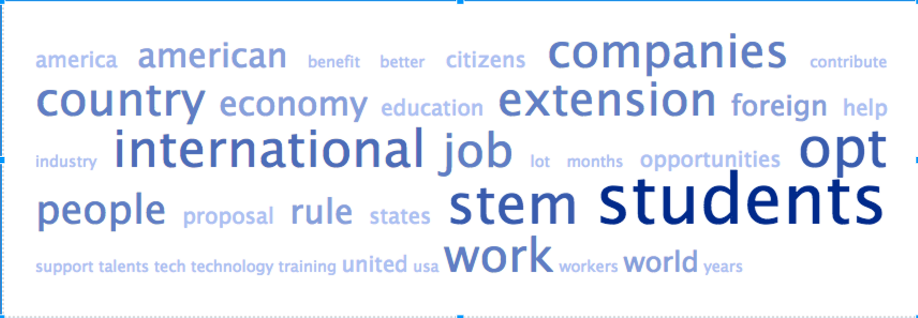 america american benefit better citizens companies contribute
country economy education extension foreign help
industry international job lot months opportunities opt
people proposal rule states stem students
support talents tech technology training united usa work workers world years